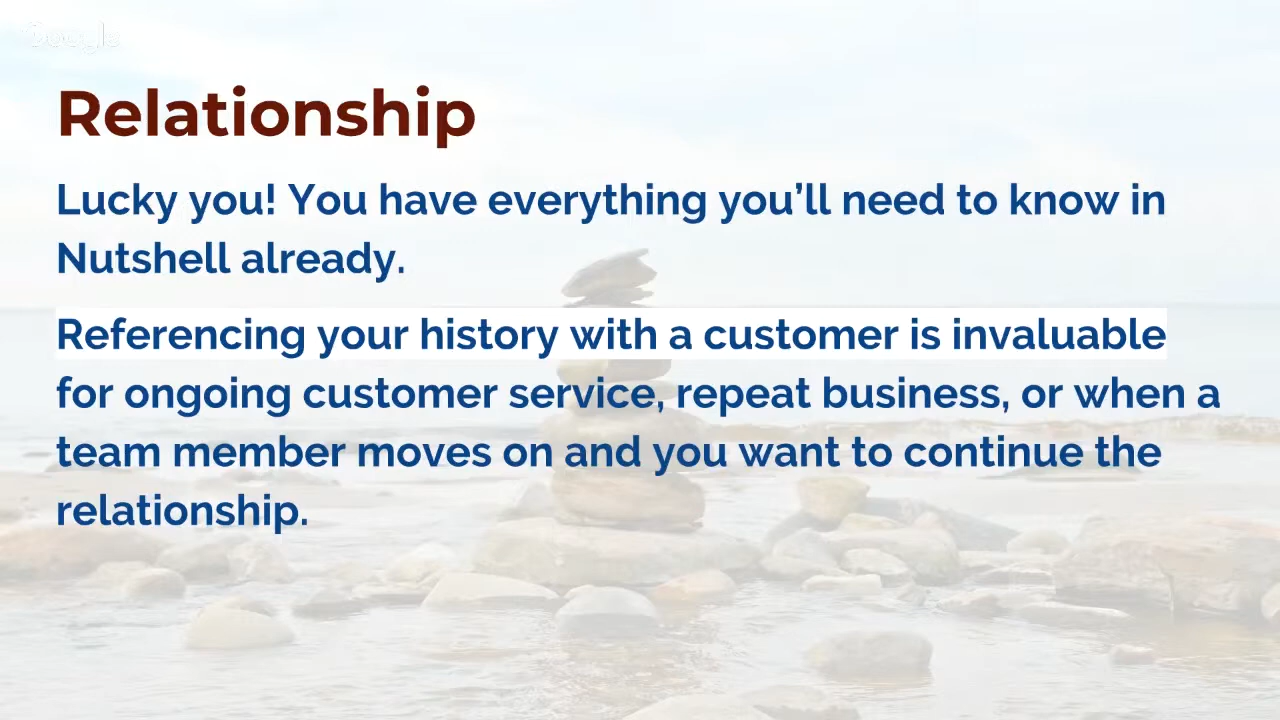 Google
Relationship
Lucky you! You have everything you’ll need to know in
Nutshell already.
Referencing your history with a customer is invaluable
for ongoing customer service, repeat business, or when a
team member moves on and you want to continue the
relationship.